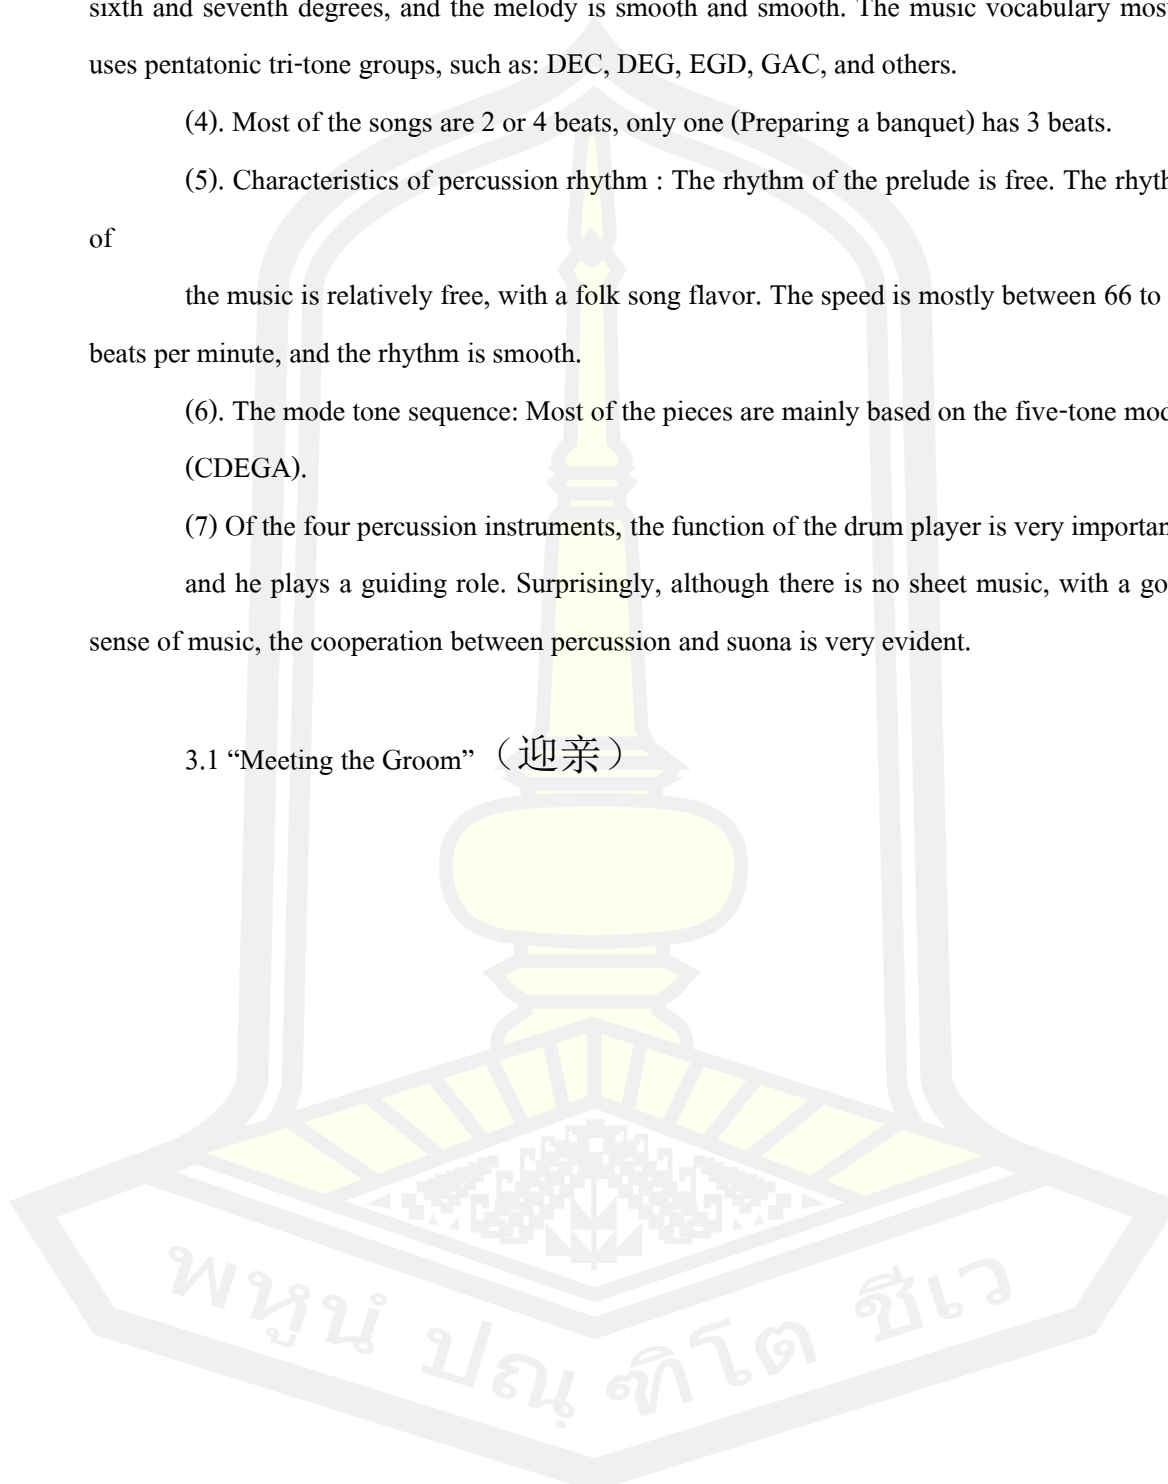 sixth and seventh degrees, and the melody is smooth and smooth. The music vocabulary most
uses pentatonic tri-tone groups, such as: DEC, DEG, EGD, GAC, and others.
(4). Most of the songs are 2 or 4 beats, only one (Preparing a banquet) has 3 beats.
(5). Characteristics of percussion rhythm : The rhythm of the prelude is free. The rhyth
of
the music is relatively free, with a folk song flavor. The speed is mostly between 66 to
beats per minute, and the rhythm is smooth.
(6). The mode tone sequence: Most of the pieces are mainly based on the five-tone mod
(CDEGA).
(7) Of the four percussion instruments, the function of the drum player is very importan
and he plays a guiding role. Surprisingly, although there is no sheet music, with a go
sense of music, the cooperation between percussion and suona is very evident.
3.1 “Meeting the Groom”（迎亲）
พหูนํ ปณฺฑิโต ชีเว